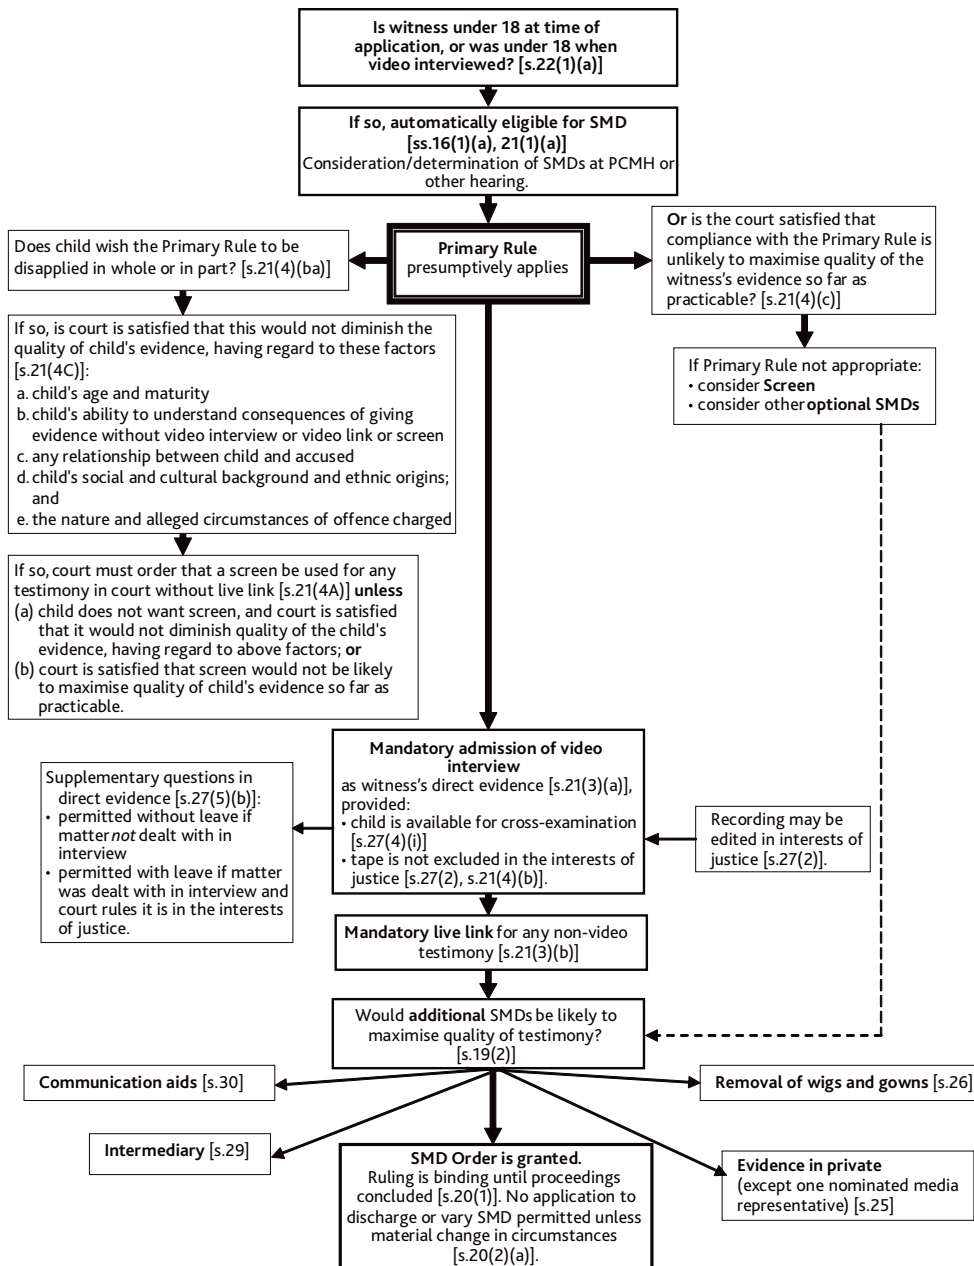 Is witness under 18 at time of
application, or was under 18 when
video interviewed? [s.22(1)(a)]
If so, automatically eligible for SMD
[ss.16(1)(a), 21(1)(a)]
Consideration/determination of SMDs at PCMH or
other hearing.
Does child wish the Primary Rule to be
disapplied in whole or in part? [s.21(4)(ba)]
Primary Rule
presumptively applies
Or is the court satisfied that
compliance with the Primary Rule is
unlikely to maximise quality of the
witness's evidence so far as
practicable? [s.21(4)(c)]
If so, is court is satisfied that this would not diminish the
quality of child's evidence, having regard to these factors
[s.21(4C)]:
a. child's age and maturity
b. child's ability to understand consequences of giving
evidence without video interview or video link or screen
c. any relationship between child and accused
d. child's social and cultural background and ethnic origins;
and
e. the nature and alleged circumstances of offence charged
If Primary Rule not appropriate:
• consider Screen
• consider other optional SMDs
If so, court must order that a screen be used for any
testimony in court without live link [s.21(4A)] unless
(a) child does not want screen, and court is satisfied
that it would not diminish quality of the child's
evidence, having regard to above factors; or
(b) court is satisfied that screen would not be likely
to maximise quality of child's evidence so far as
practicable.
Mandatory admission of video
interview
as witness's direct evidence [s.21(3)(a)],
provided:
• child is available for cross-examination
[s.27(4)(i)]
• tape is not excluded in the interests of
justice [s.27(2), s.21(4)(b)].
Supplementary questions in
direct evidence [s.27(5)(b)]:
• permitted without leave if
matter not dealt with in
interview
• permitted with leave if matter
was dealt with in interview and
court rules it is in the interests
of justice.
Recording may be
edited in interests of
justice [s.27(2)].
Mandatory live link for any non-video
testimony [s.21(3)(b)]
Would additional SMDs be likely to
maximise quality of testimony?
[s.19(2)]
Communication aids [s.30]
Removal of wigs and gowns [s.26]
Intermediary [s.29]
SMD Order is granted.
Ruling is binding until proceedings
concluded [s.20(1)]. No application to
discharge or vary SMD permitted unless
material change in circumstances
[s.20(2)(a)].
Evidence in private
(except one nominated media
representative) [s.25]